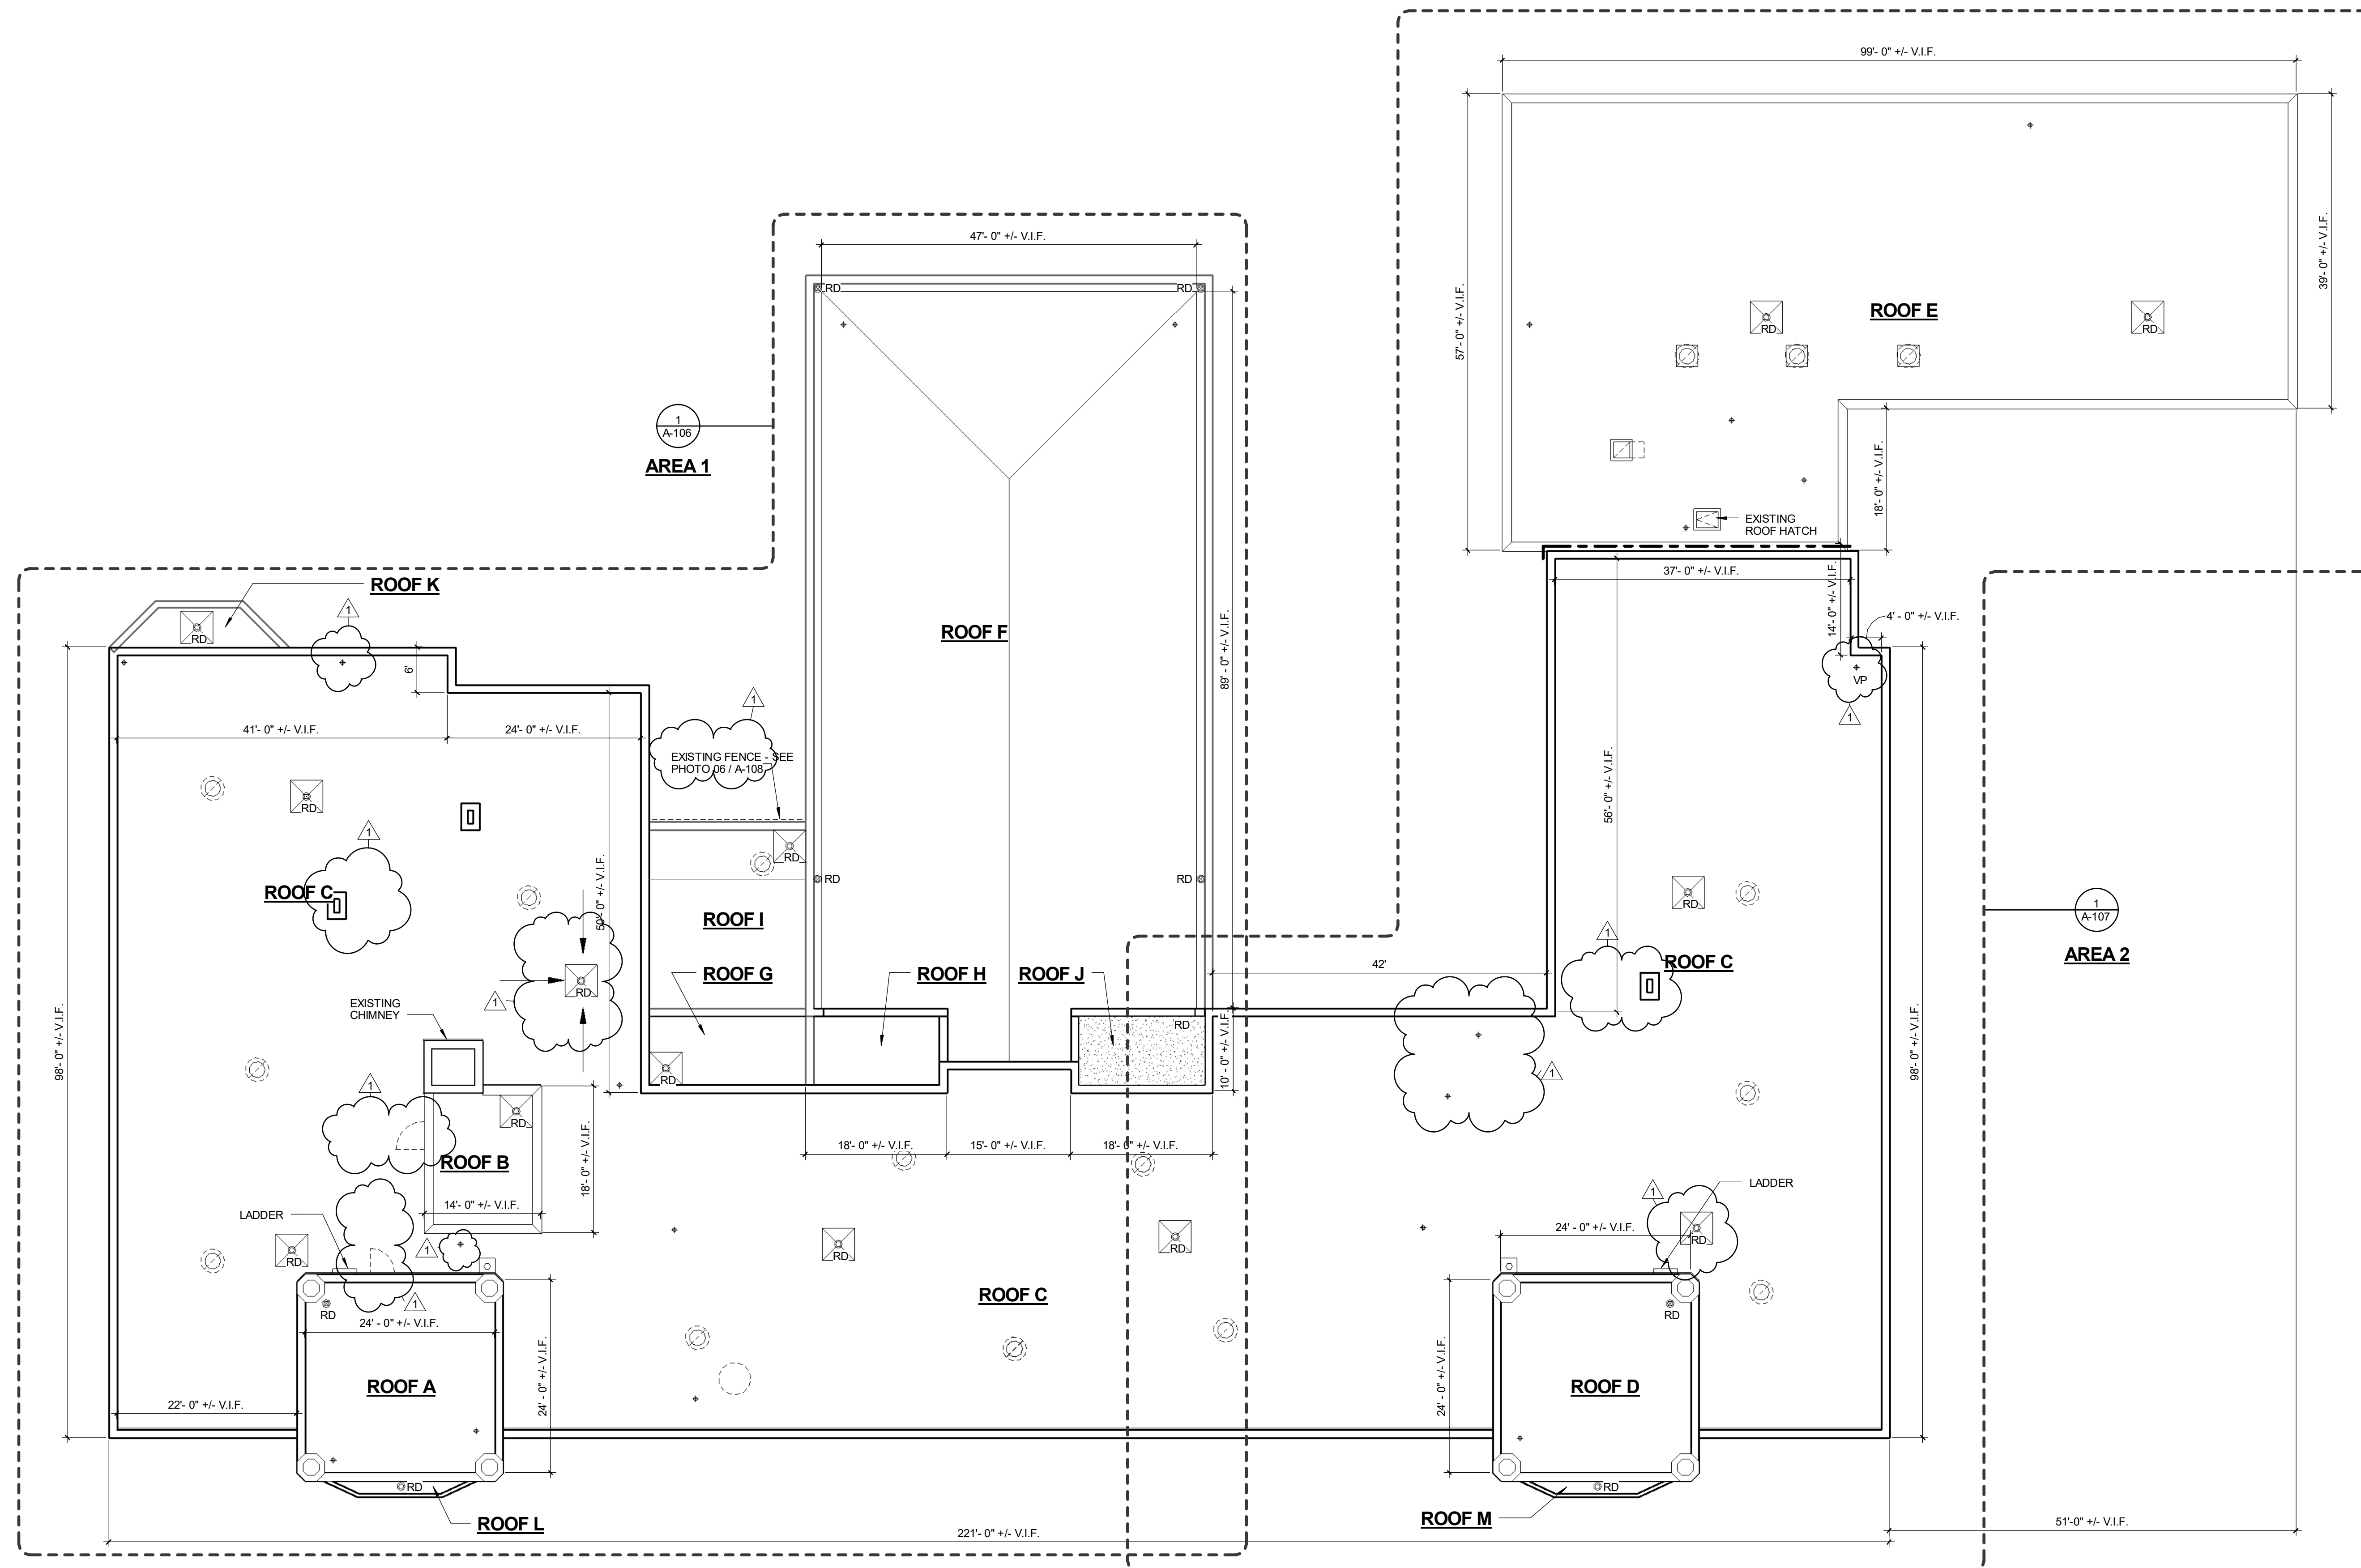 99'- 0" +/- V.I.F.
57'- 0" +/- V.I.F.
39'- 0" +/- V.I.F.
ROOF E
RD
RD
18'- 0" +/- V.I.F.
EXISTING
ROOF HATCH
47'- 0" +/- V.I.F.
RD
RD
1
A-106
AREA 1
ROOF F
89'- 0" +/- V.I.F.
RD
RD
ROOF K
RD
1
6'
41'- 0" +/- V.I.F.
24'- 0" +/- V.I.F.
1
EXISTING FENCE - SEE
PHOTO 06 / A-108
RD
37'- 0" +/- V.I.F.
14'- 0" +/- V.I.F.
4' - 0" +/- V.I.F.
VP
1
56'- 0" +/- V.I.F.
RD
1
ROOF C
50'- 0" +/- V.I.F.
RD
1
98'- 0" +/- V.I.F.
EXISTING
CHIMNEY
ROOF I
ROOF G
ROOF H
ROOF J
RD
RD
10'- 0" +/- V.I.F.
42'
RD
1
ROOF C
1
98'- 0" +/- V.I.F.
1
A-107
AREA 2
1
RD
ROOF B
14'- 0" +/- V.I.F.
18'- 0" +/- V.I.F.
18'- 0" +/- V.I.F.
15'- 0" +/- V.I.F.
18'- 0" +/- V.I.F.
LADDER
RD
1
1
RD
RD
ROOF C
1
LADDER
24' - 0" +/- V.I.F.
RD
RD
24' - 0" +/- V.I.F.
ROOF A
24' - 0" +/- V.I.F.
22'- 0" +/- V.I.F.
RD
ROOF L
RD
24' - 0" +/- V.I.F.
ROOF D
RD
ROOF M
221'- 0" +/- V.I.F.
51'-0" +/- V.I.F.